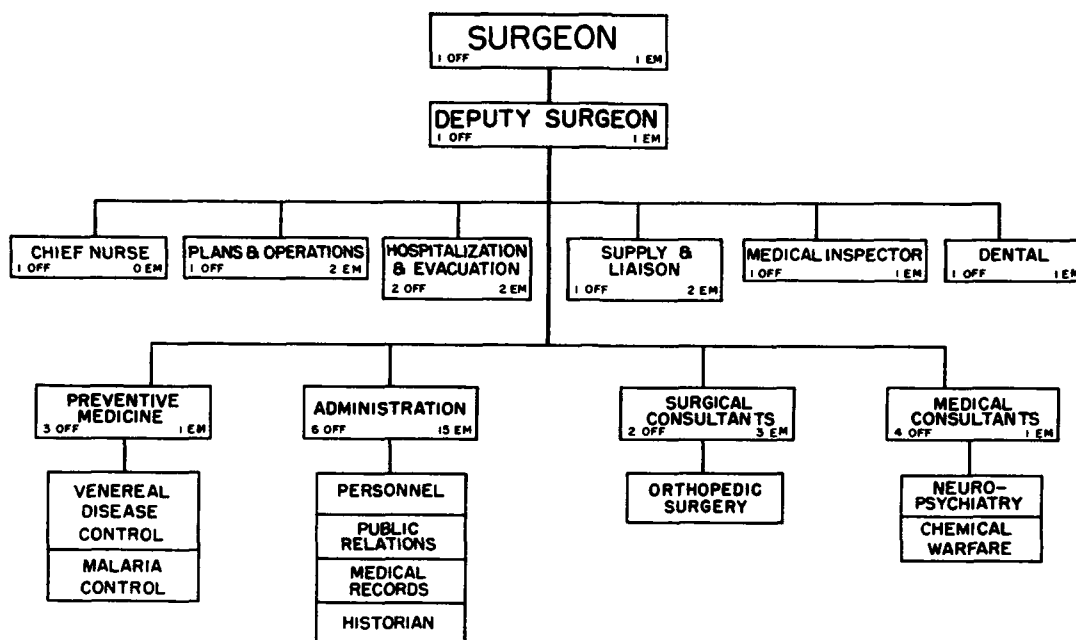 SURGEON
1 OFF 1 EM
DEPUTY SURGEON
1 OFF 1 EM
CHIEF NURSE
1 OFF 0 EM
PLANS & OPERATIONS
1 OFF 2 EM
HOSPITALIZATION
& EVACUATION
2 OFF 2 EM
SUPPLY &
LIAISON
1 OFF 2 EM
MEDICAL INSPECTOR
1 OFF 1 EM
DENTAL
1 OFF 1 EM
PREVENTIVE
MEDICINE
3 OFF 1 EM
ADMINISTRATION
6 OFF 15 EM
SURGICAL
CONSULTANTS
2 OFF 3 EM
MEDICAL
CONSULTANTS
4 OFF 1 EM
VENEREAL
DISEASE
CONTROL
MALARIA
CONTROL
PERSONNEL
PUBLIC
RELATIONS
MEDICAL
RECORDS
HISTORIAN
ORTHOPEDIC
SURGERY
NEURO-
PSYCHIATRY
CHEMICAL
WARFARE